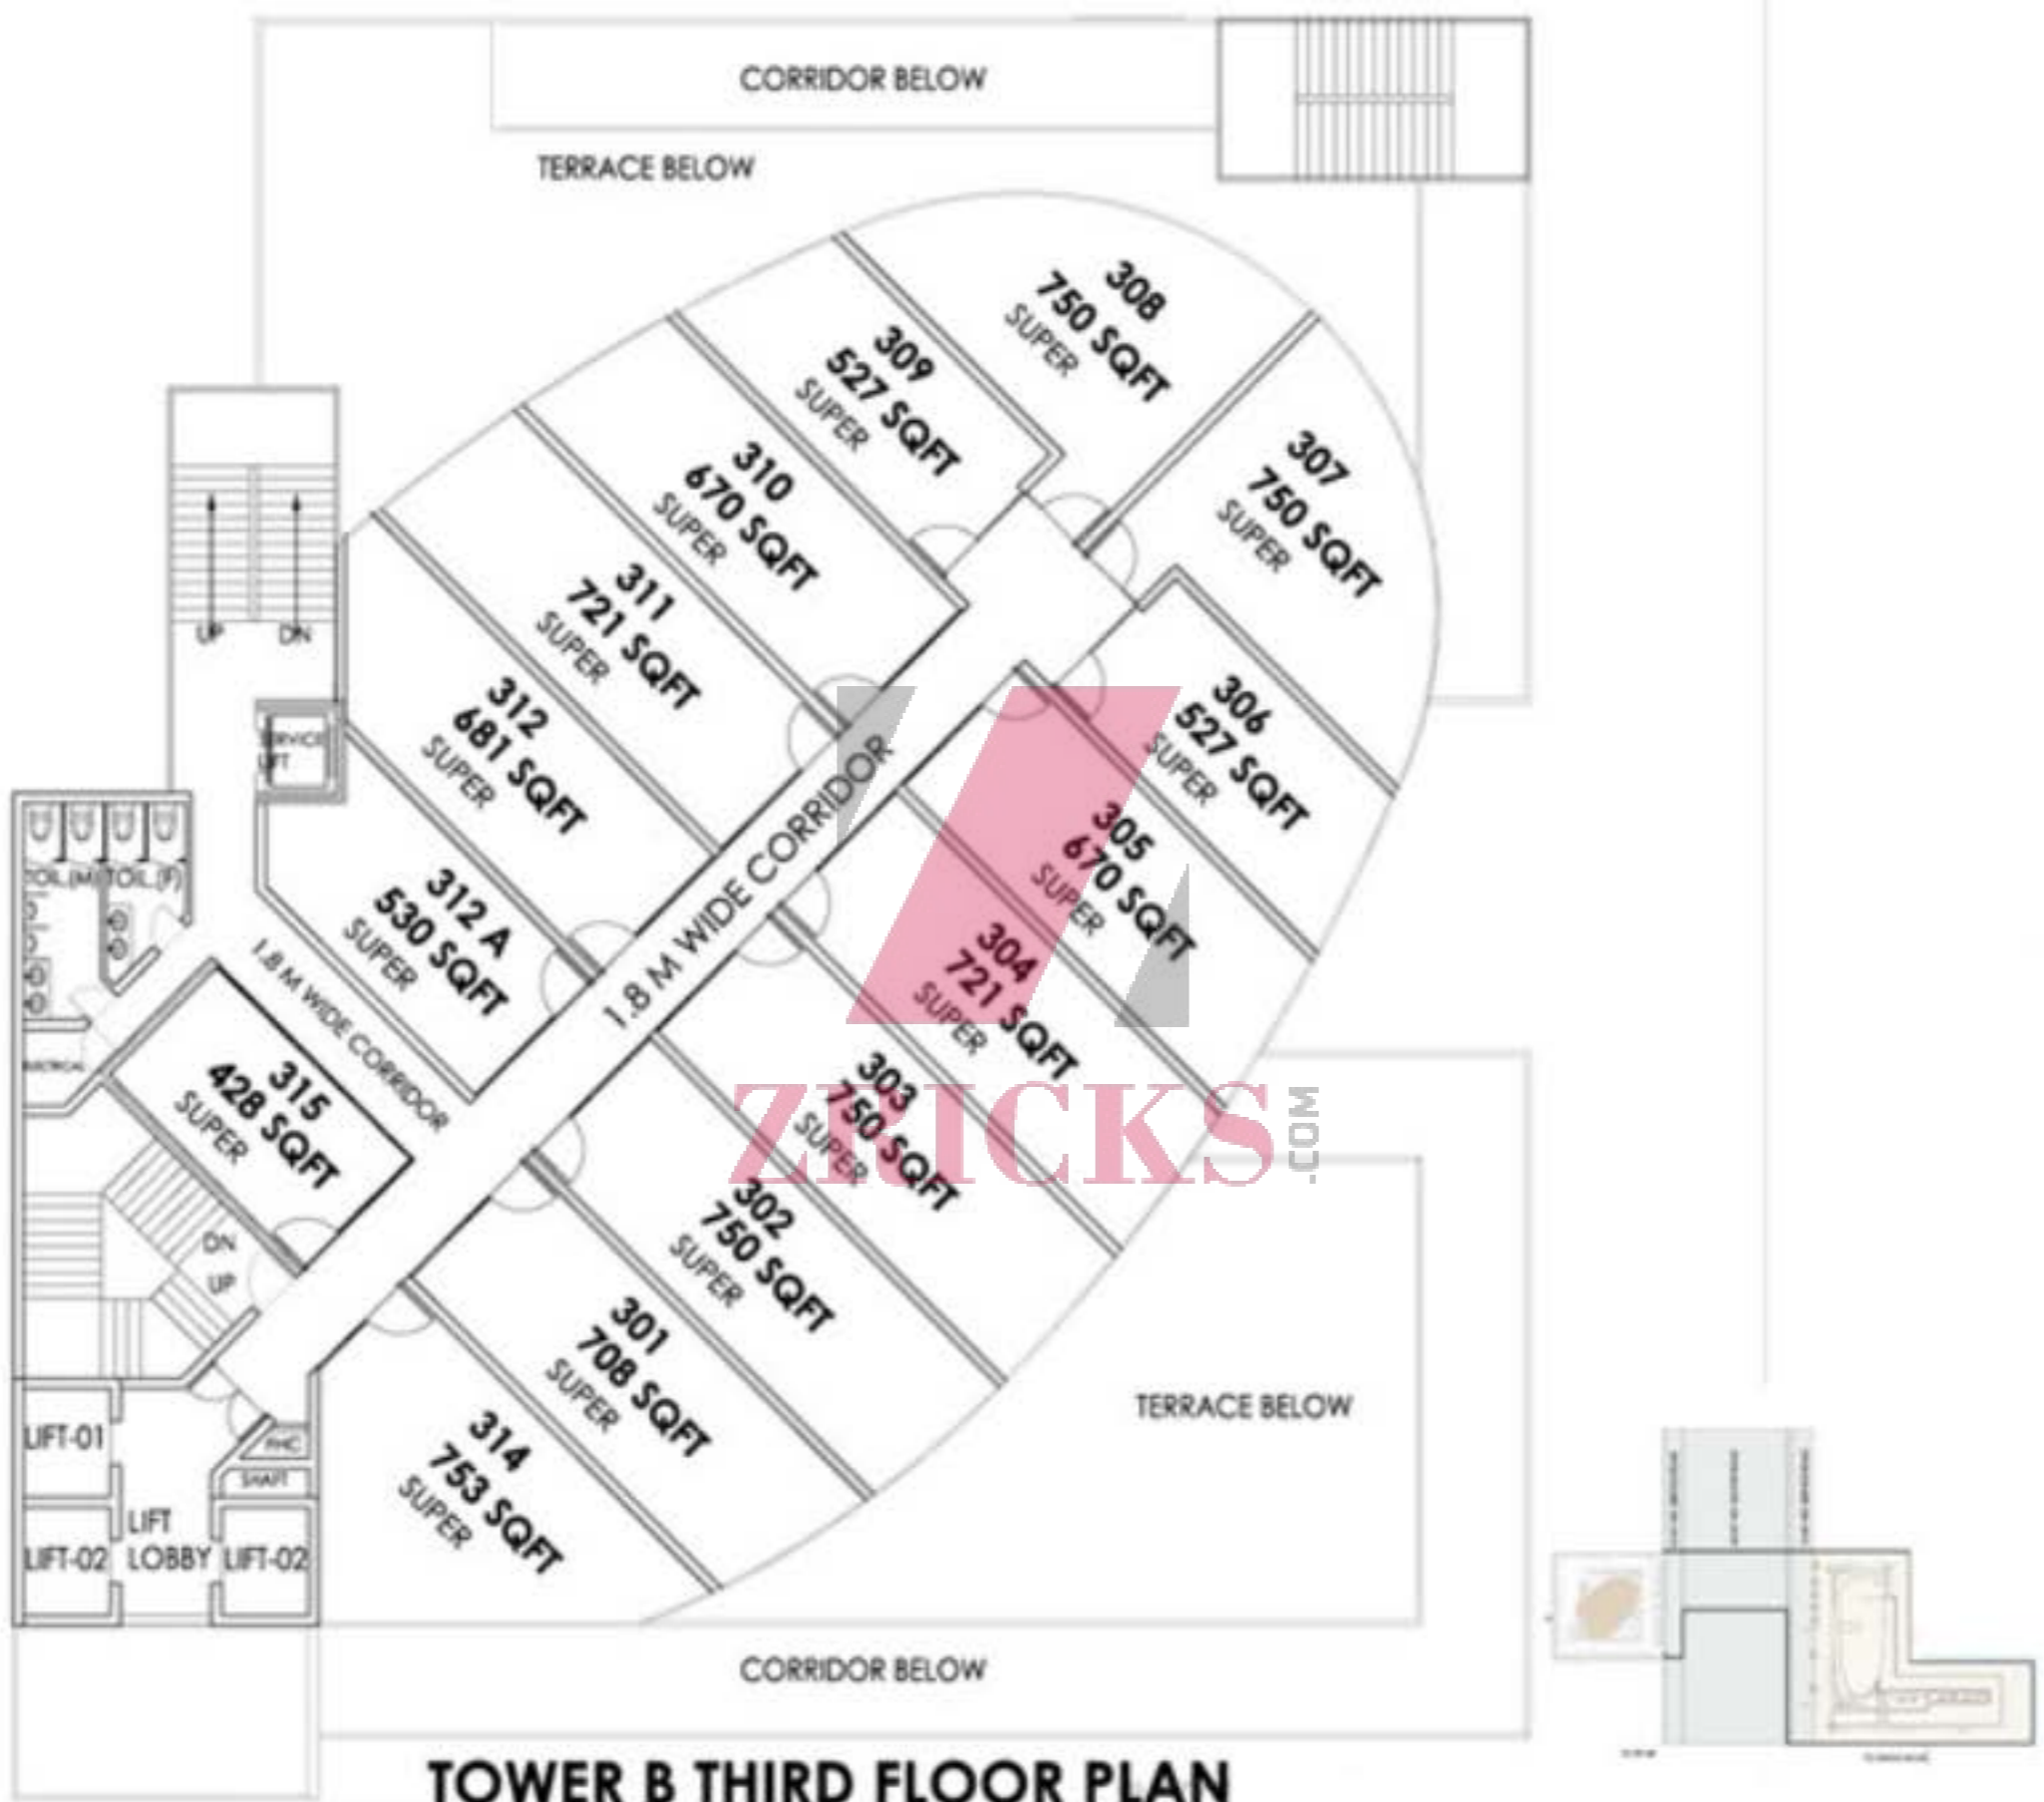 CORRIDOR BELOW
TERRACE BELOW
308
750 SQFT
SUPER
309
527 SQFT
SUPER
307
750 SQFT
SUPER
310
670 SQFT
SUPER
311
721 SQFT
SUPER
306
527 SQFT
SUPER
UP
DN
312
681 SQFT
SUPER
SERVICE
LIFT
305
670 SQFT
SUPER
1.8 M WIDE CORRIDOR
TOIL.(M)
TOIL.(F)
312 A
530 SQFT
SUPER
304
721 SQFT
SUPER
1.8 M WIDE CORRIDOR
ELECTRICAL
315
428 SQFT
SUPER
303
750 SQFT
SUPER
ZRICKS
.COM
302
750 SQFT
SUPER
DN
UP
301
708 SQFT
SUPER
TERRACE BELOW
314
753 SQFT
SUPER
LIFT-01
FHC
SHAFT
LIFT
LOBBY
LIFT-02
LIFT-02
CORRIDOR BELOW
TOWER B THIRD FLOOR PLAN